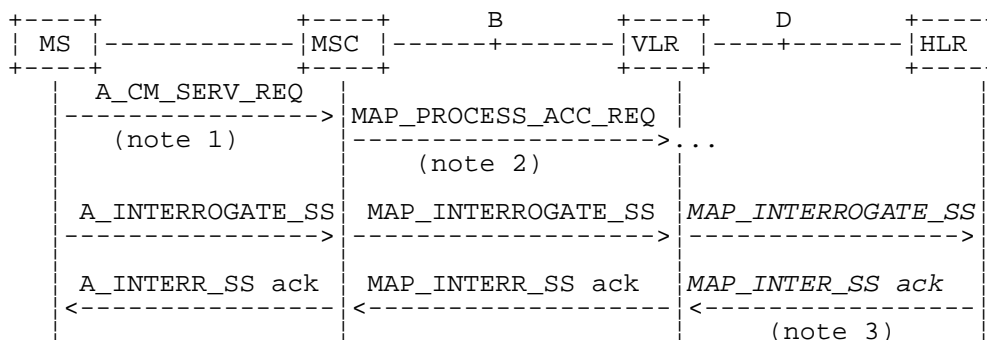 B D
MS MSC VLR HLR
A_CM_SERV_REQ
MAP_PROCESS_ACC_REQ
(note 1) ...
(note 2)
A_INTERROGATE_SS MAP_INTERROGATE_SS MAP_INTERROGATE_SS
A_INTERR_SS ack MAP_INTERR_SS ack MAP_INTER_SS ack
(note 3)